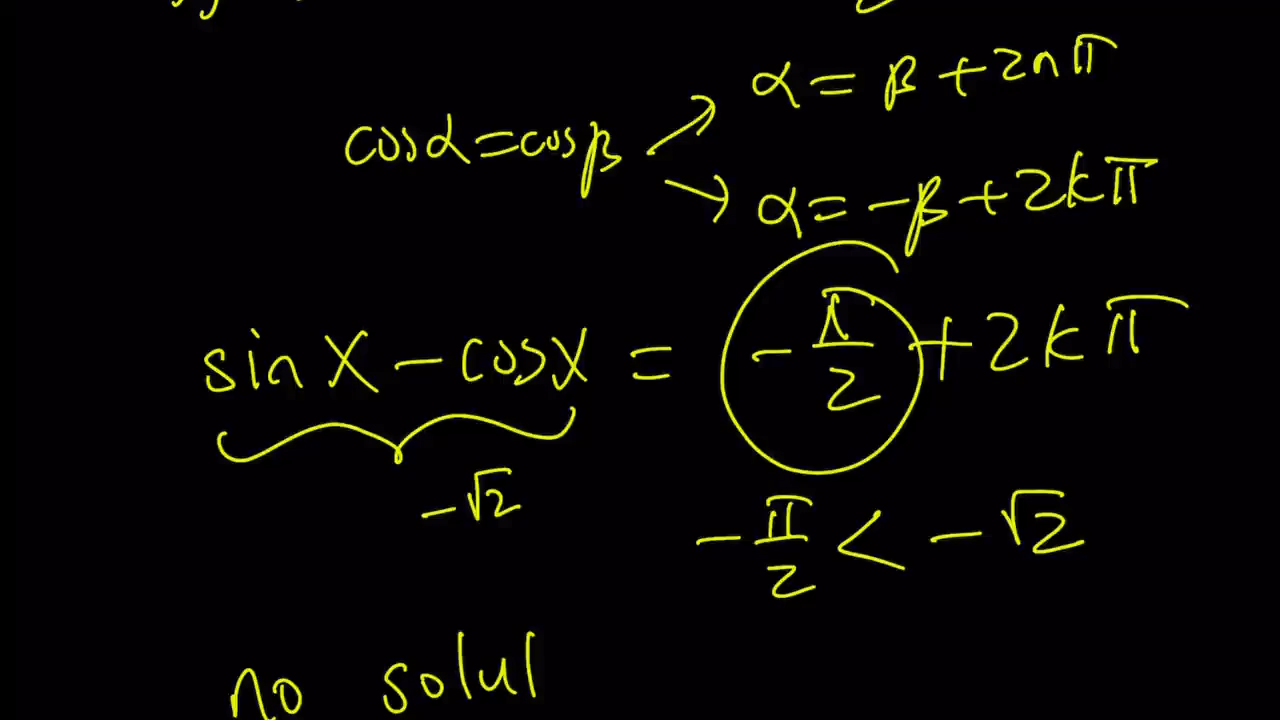 α = β + 2nπ
cosα = cosβ
α = -β + 2kπ
sinx - cosx = -π/2 + 2kπ
-√2
-π/2 < -√2
no solul